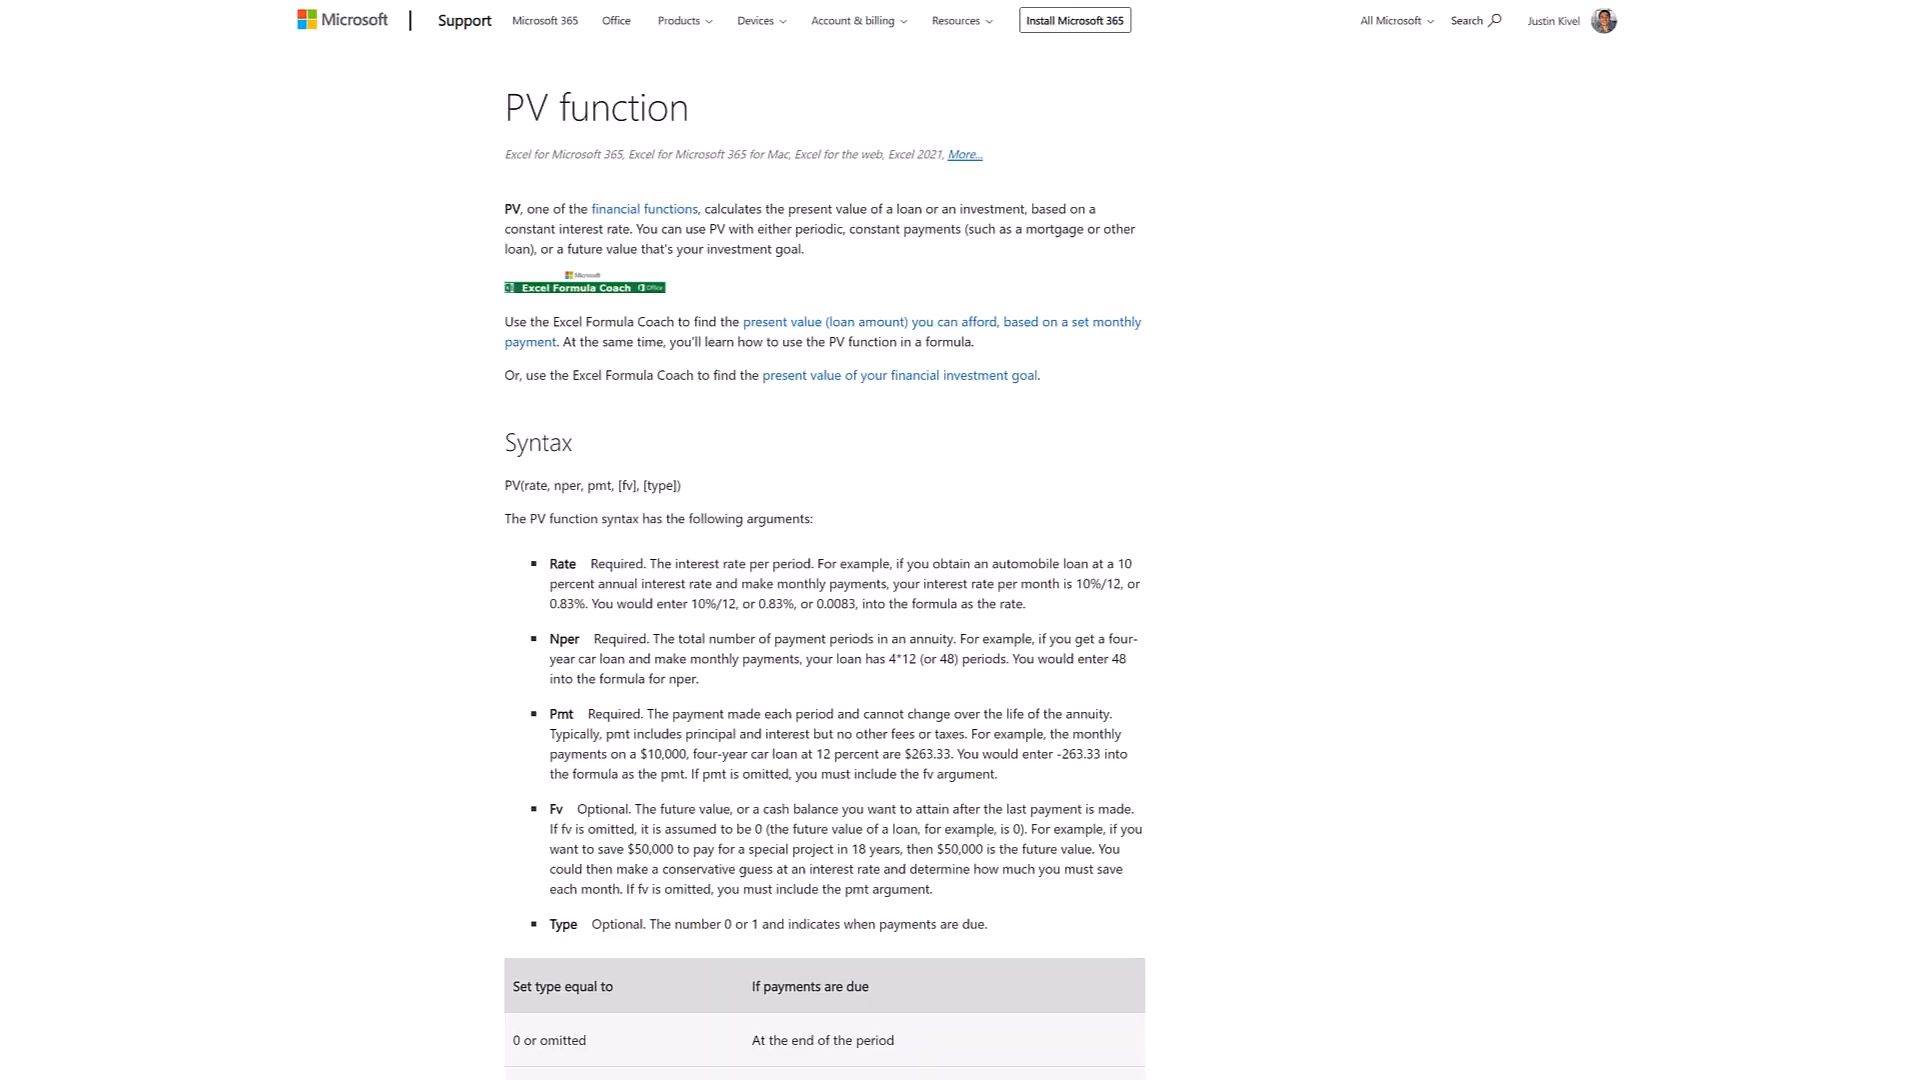 Microsoft | Support Microsoft 365 Office Products Devices Account & billing Resources Install Microsoft 365 All Microsoft Search Justin Kivel
PV function
Excel for Microsoft 365, Excel for Microsoft 365 for Mac, Excel for the web, Excel 2021, More...
PV, one of the financial functions, calculates the present value of a loan or an investment, based on a
constant interest rate. You can use PV with either periodic, constant payments (such as a mortgage or other
loan), or a future value that's your investment goal.
Microsoft
Excel Formula Coach Office
Use the Excel Formula Coach to find the present value (loan amount) you can afford, based on a set monthly
payment. At the same time, you'll learn how to use the PV function in a formula.
Or, use the Excel Formula Coach to find the present value of your financial investment goal.
Syntax
PV(rate, nper, pmt, [fv], [type])
The PV function syntax has the following arguments:
▪ Rate Required. The interest rate per period. For example, if you obtain an automobile loan at a 10
percent annual interest rate and make monthly payments, your interest rate per month is 10%/12, or
0.83%. You would enter 10%/12, or 0.83%, or 0.0083, into the formula as the rate.
▪ Nper Required. The total number of payment periods in an annuity. For example, if you get a four-
year car loan and make monthly payments, your loan has 4*12 (or 48) periods. You would enter 48
into the formula for nper.
▪ Pmt Required. The payment made each period and cannot change over the life of the annuity.
Typically, pmt includes principal and interest but no other fees or taxes. For example, the monthly
payments on a $10,000, four-year car loan at 12 percent are $263.33. You would enter -263.33 into
the formula as the pmt. If pmt is omitted, you must include the fv argument.
▪ Fv Optional. The future value, or a cash balance you want to attain after the last payment is made.
If fv is omitted, it is assumed to be 0 (the future value of a loan, for example, is 0). For example, if you
want to save $50,000 to pay for a special project in 18 years, then $50,000 is the future value. You
could then make a conservative guess at an interest rate and determine how much you must save
each month. If fv is omitted, you must include the pmt argument.
▪ Type Optional. The number 0 or 1 and indicates when payments are due.
Set type equal to If payments are due
0 or omitted At the end of the period